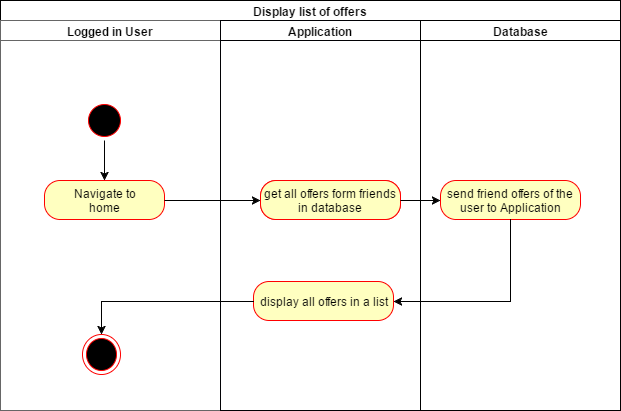 Display list of offers
Logged in User
Application
Database
Navigate to
home
get all offers form friends
in database
send friend offers of the
user to Application
display all offers in a list